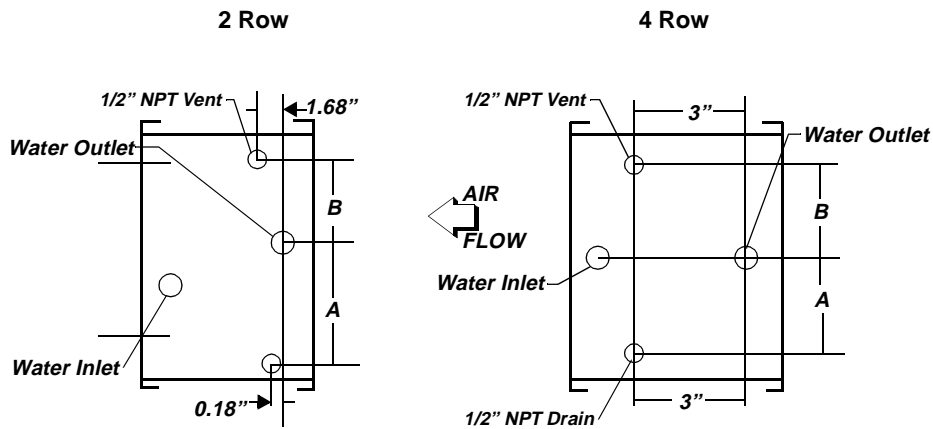 2 Row
4 Row
1/2” NPT Vent
1.68”
Water Outlet
B
A
Water Inlet
0.18”
AIR
FLOW
1/2” NPT Vent
3”
Water Outlet
B
Water Inlet
A
3”
1/2” NPT Drain